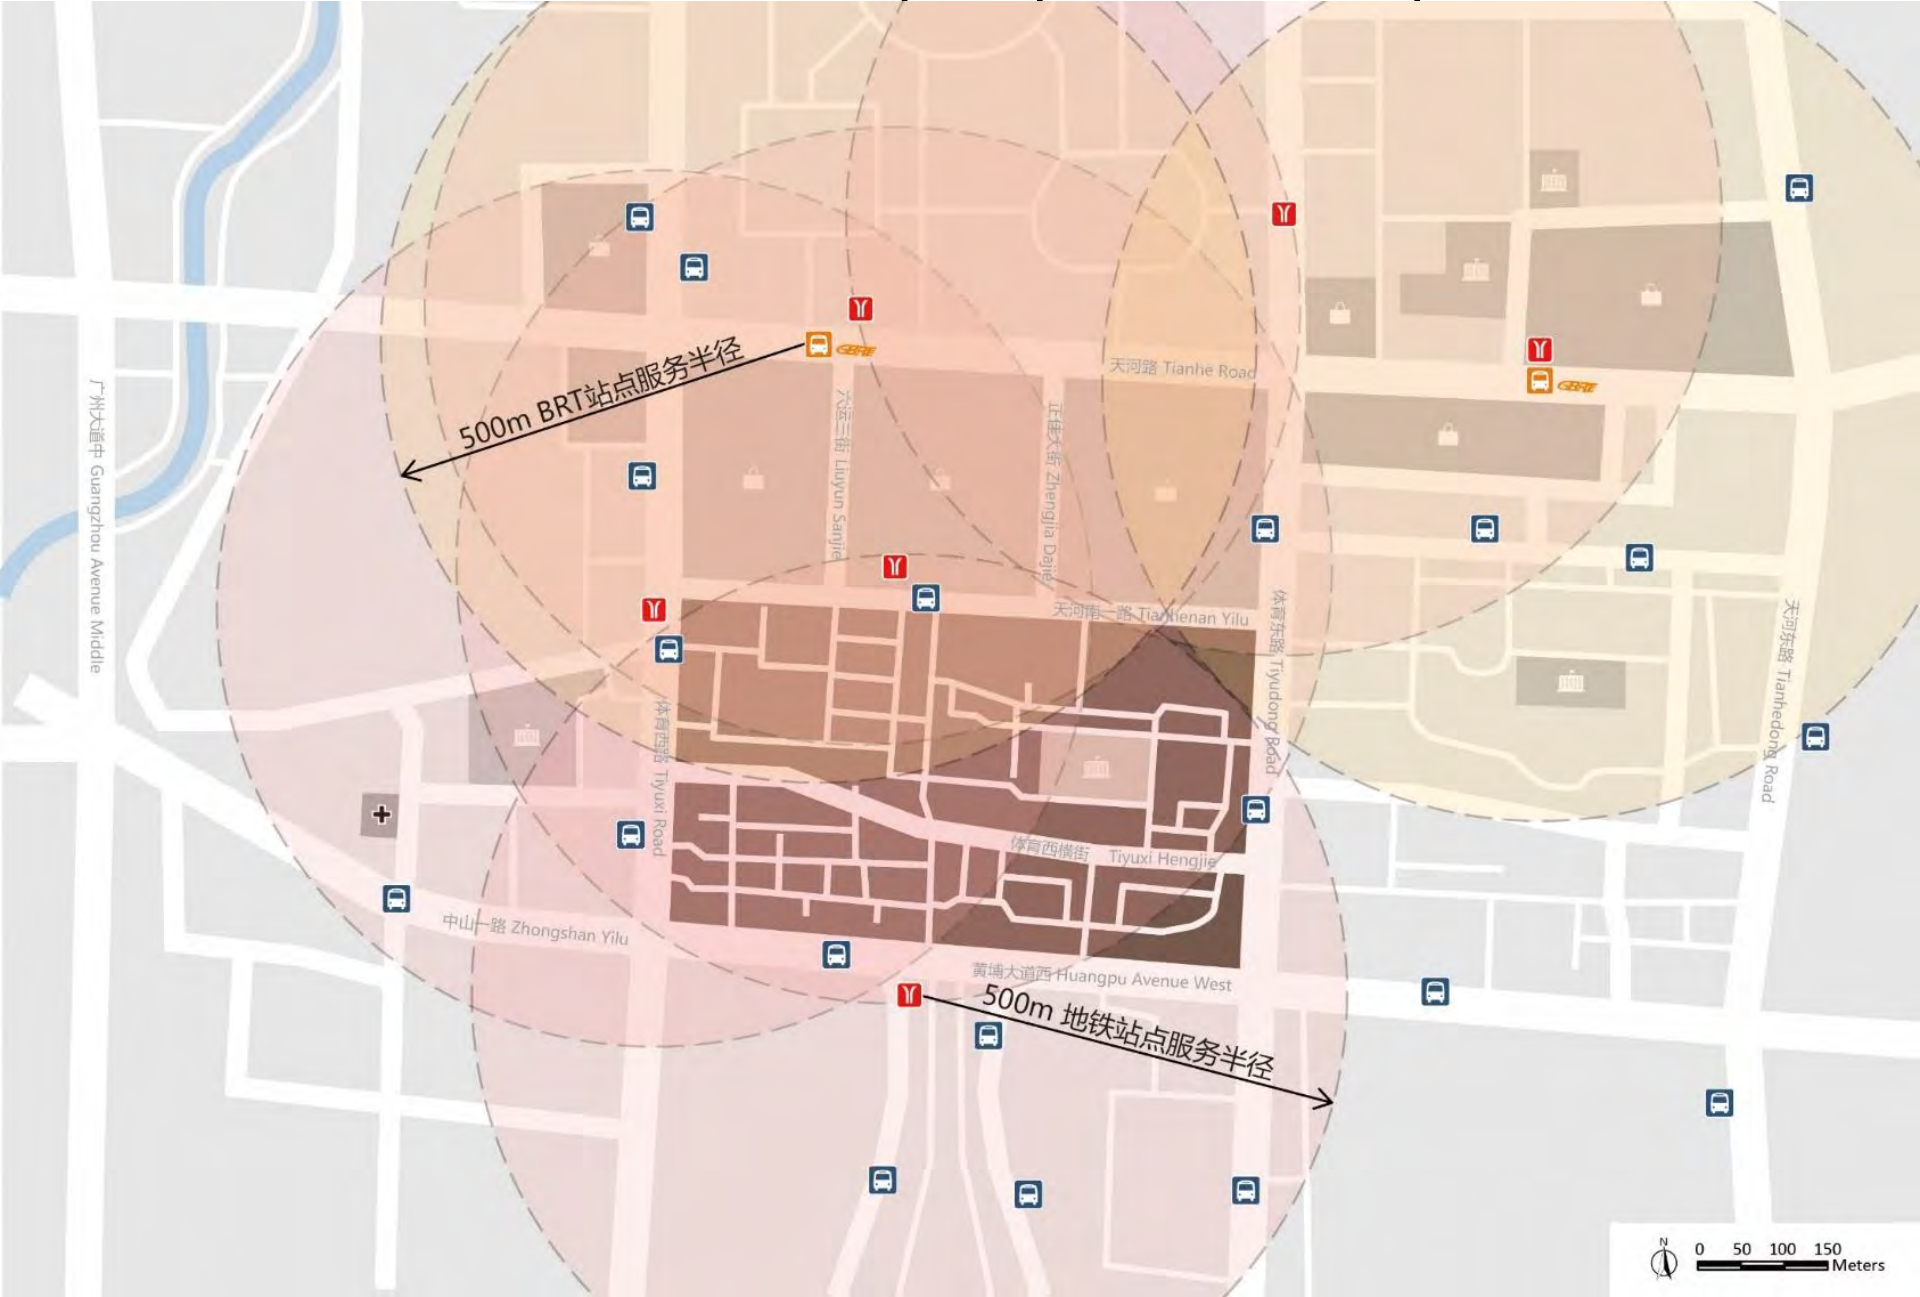 500m BRT站点服务半径
GBRT
GBRT
天河路 Tianhe Road
广州大道中 Guangzhou Avenue Middle
六运三街 Liuyun Sanjie
正佳大街 Zhengjia Dajie
天河南一路 Tianhenan Yilu
体育东路 Tiyudong Road
天河东路 Tianhedong Road
体育西路 Tiyuxi Road
体育西横街 Tiyuxi Hengjie
中山一路 Zhongshan Yilu
黄埔大道西 Huangpu Avenue West
500m 地铁站点服务半径
N
0 50 100 150
Meters